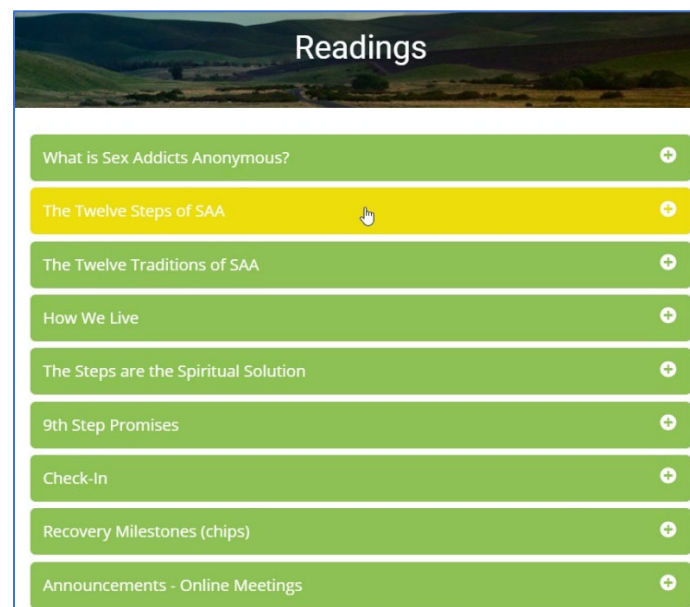 Readings
What is Sex Addicts Anonymous?
The Twelve Steps of SAA
The Twelve Traditions of SAA
How We Live
The Steps are the Spiritual Solution
9th Step Promises
Check-In
Recovery Milestones (chips)
Announcements - Online Meetings